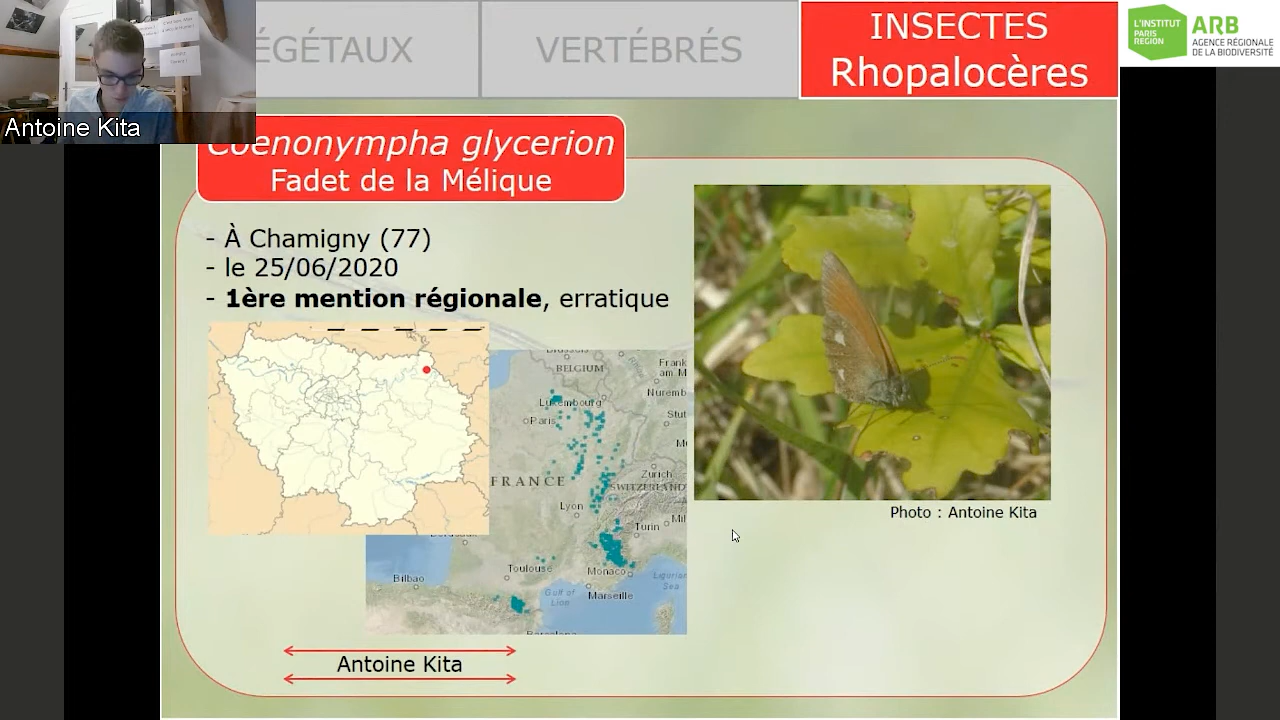 ÉGÉTAUX
VERTÉBRÉS
INSECTES
Rhopalocères
L'INSTITUT
PARIS
REGION
ARB
AGENCE RÉGIONALE
DE LA BIODIVERSITÉ
Antoine Kita
Coenonympha glycerion
Fadet de la Mélique
- À Chamigny (77)
- le 25/06/2020
- 1ère mention régionale, erratique
BELGIUM
Frank
am M
Luxembourg
Nuremb
Paris
Stut
FRANCE
Zurich
SWITZERLAND
Lyon
Turin
Mil
Toulouse
Monaco
Bilbao
Marseille
Gulf of
Lion
Ligurian
Sea
Barcelona
Photo : Antoine Kita
Antoine Kita